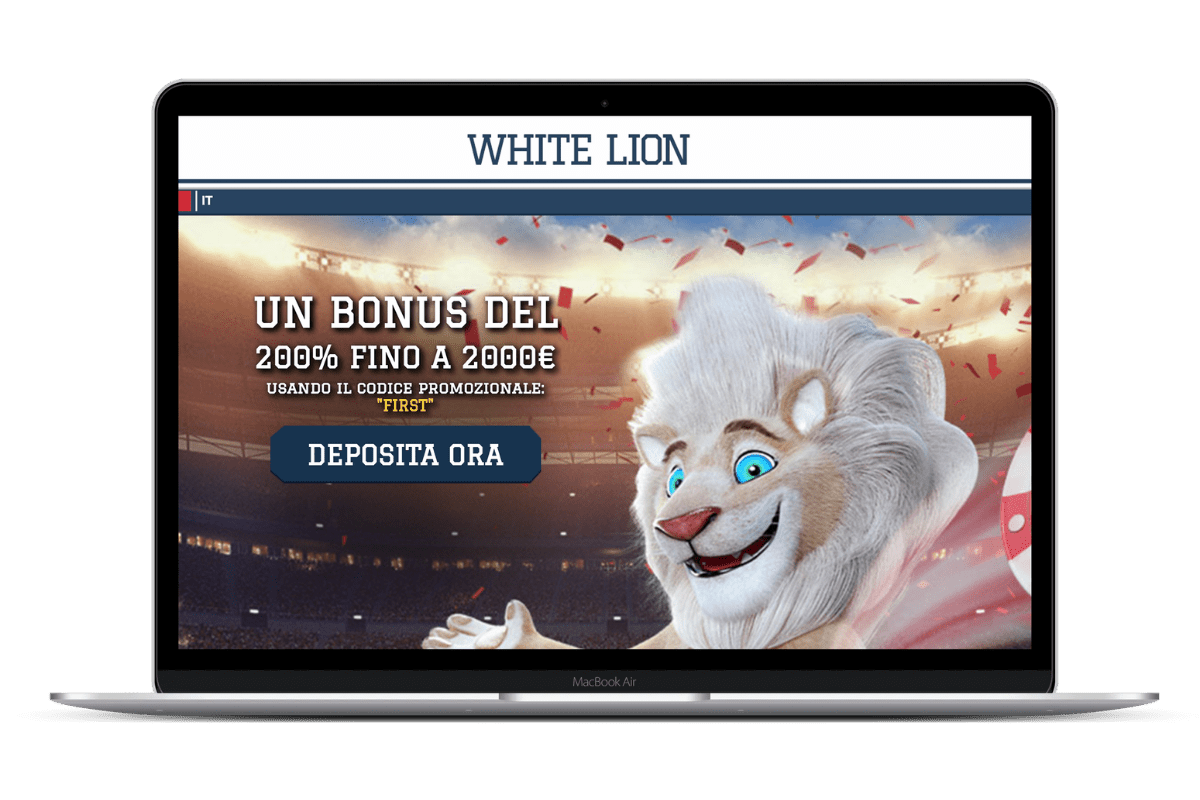 WHITE LION
IT
UN BONUS DEL
200% FINO A 2000€
USANDO IL CODICE PROMOZIONALE:
"FIRST"
DEPOSITA ORA
MacBook Air